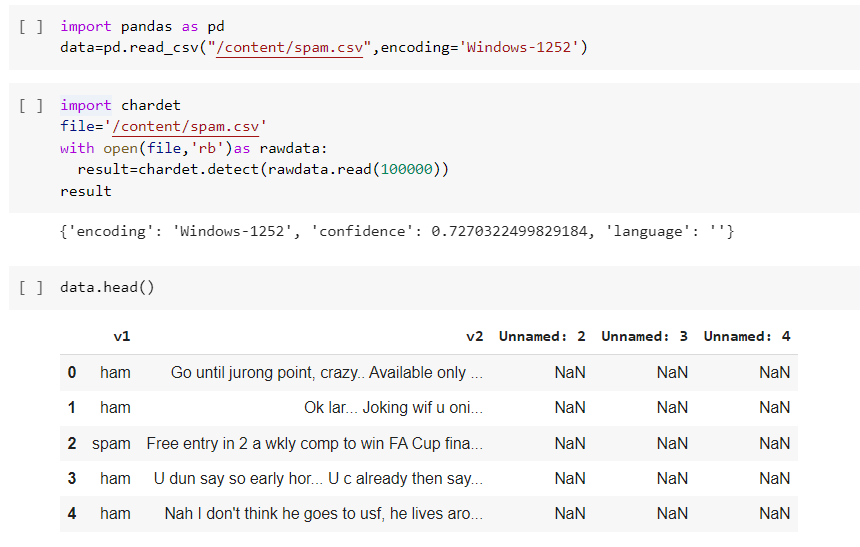 [ ] import pandas as pd
data=pd.read_csv("/content/spam.csv",encoding='Windows-1252')
[ ] import chardet
file='/content/spam.csv'
with open(file,'rb')as rawdata:
  result=chardet.detect(rawdata.read(100000))
result
{'encoding': 'Windows-1252', 'confidence': 0.7270322499829184, 'language': ''}
[ ] data.head()
v1 v2 Unnamed: 2 Unnamed: 3 Unnamed: 4
0 ham Go until jurong point, crazy.. Available only ... NaN NaN NaN
1 ham Ok lar... Joking wif u oni... NaN NaN NaN
2 spam Free entry in 2 a wkly comp to win FA Cup fina... NaN NaN NaN
3 ham U dun say so early hor... U c already then say... NaN NaN NaN
4 ham Nah I don't think he goes to usf, he lives aro... NaN NaN NaN